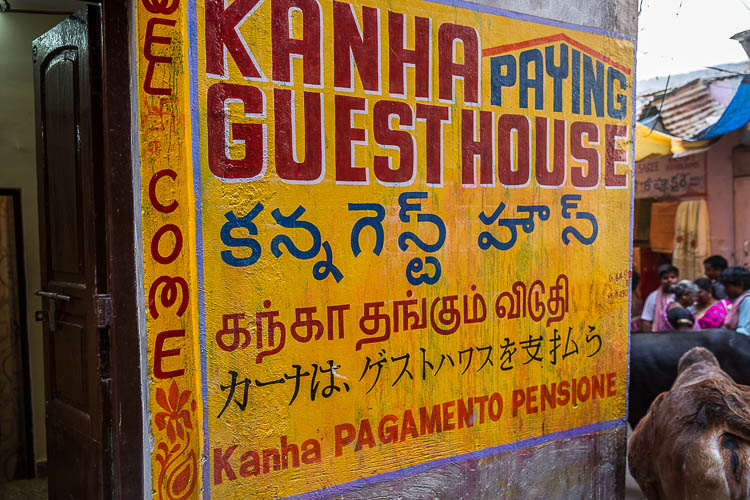 WELCOME
KANHA PAYING
GUEST HOUSE
కన్న గెస్ట్ హౌస్
கந்கா தங்கும் விடுதி
カーナは、ゲストハウスを支払う
Kanha PAGAMENTO PENSIONE